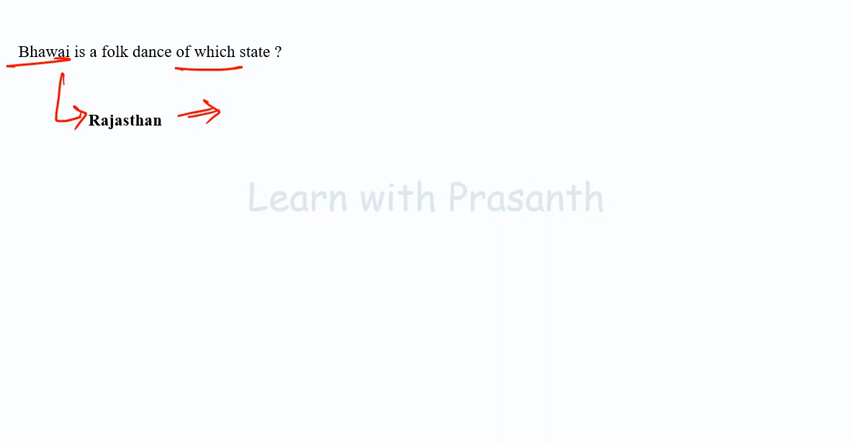 Bhawai is a folk dance of which state ?
Rajasthan
Learn with Prasanth